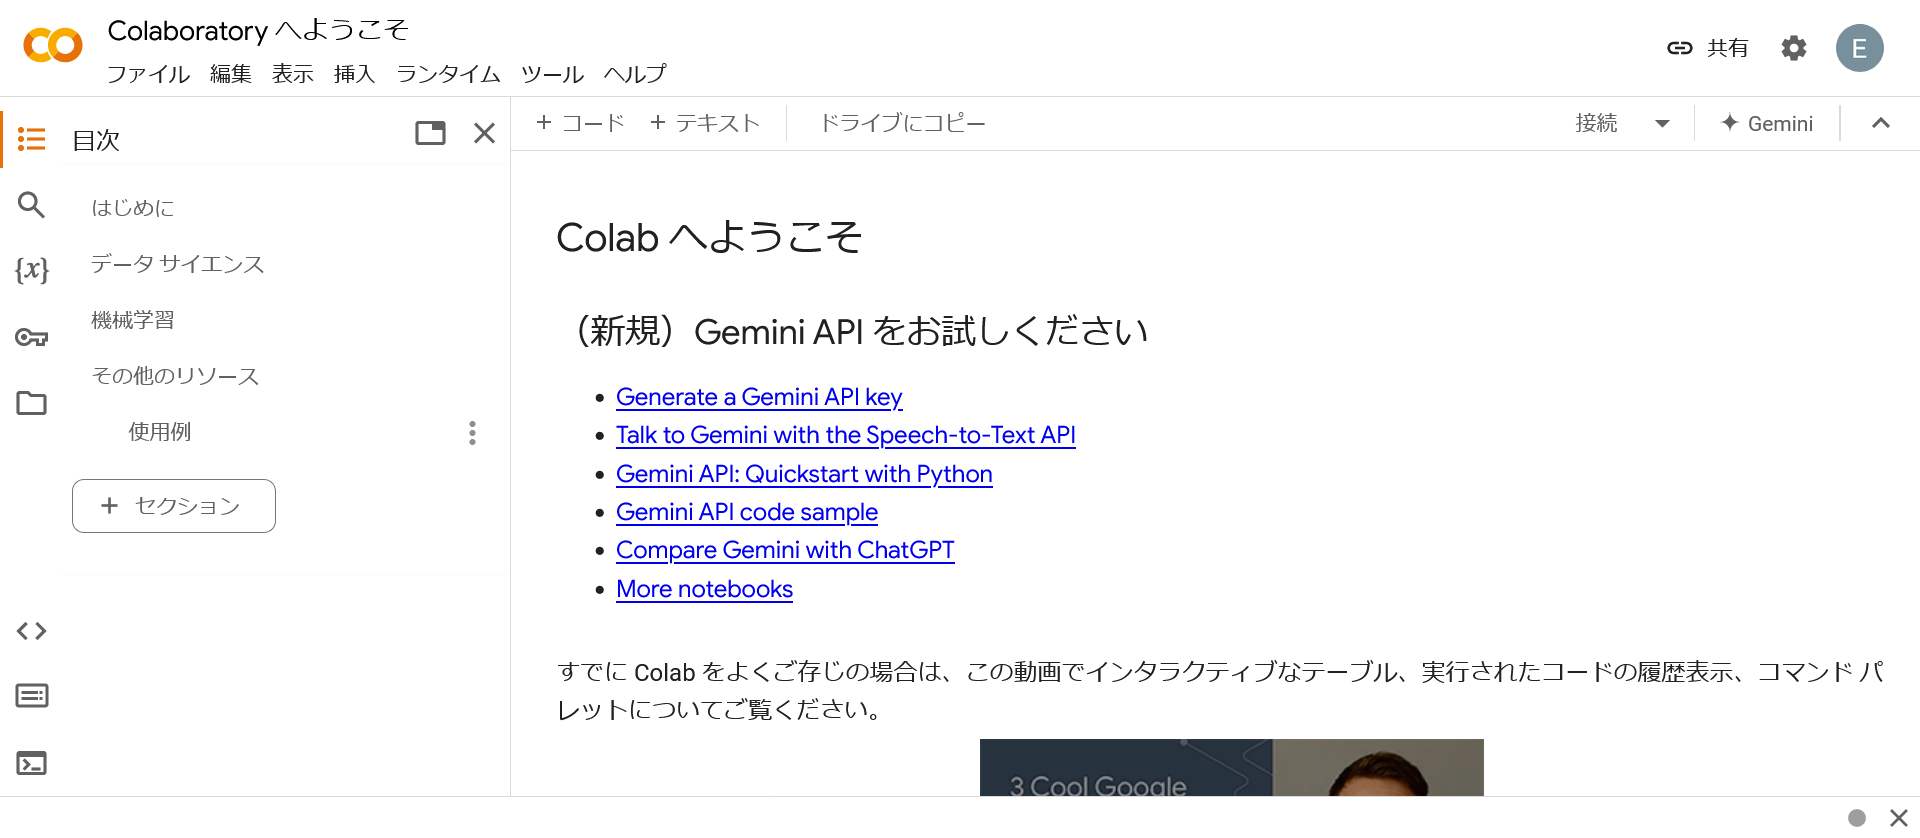 Colaboratory へようこそ
ファイル 編集 表示 挿入 ランタイム ツール ヘルプ
共有
E
目次
はじめに
データ サイエンス
機械学習
その他のリソース
使用例
+ セクション
{x}
+ コード + テキスト ドライブにコピー
接続
Gemini
Colab へようこそ
（新規）Gemini API をお試しください
• Generate a Gemini API key
• Talk to Gemini with the Speech-to-Text API
• Gemini API: Quickstart with Python
• Gemini API code sample
• Compare Gemini with ChatGPT
• More notebooks
すでに Colab をよくご存じの場合は、この動画でインタラクティブなテーブル、実行されたコードの履歴表示、コマンド パ
レットについてご覧ください。
3 Cool Google